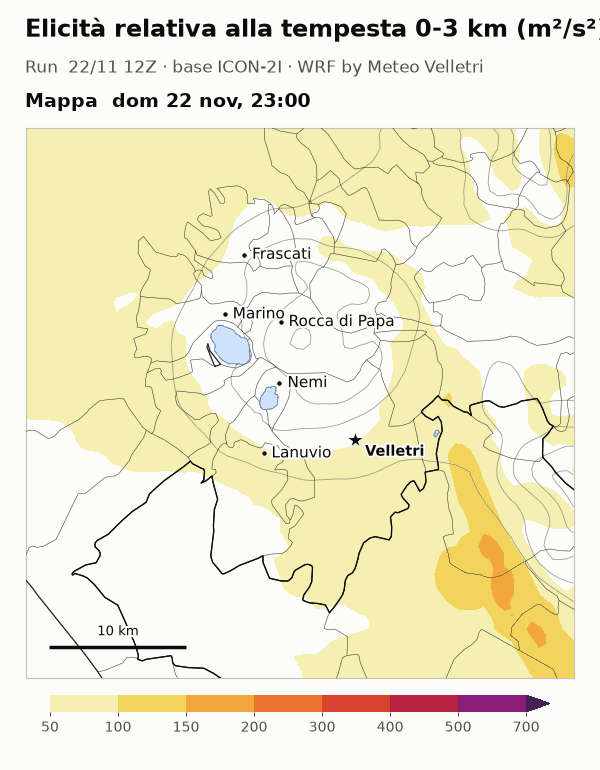 Elicità relativa alla tempesta 0-3 km (m²/s²)
Run  22/11 12Z · base ICON-2I · WRF by Meteo Velletri
Mappa  dom 22 nov, 23:00
Frascati
Marino
Rocca di Papa
Nemi
Velletri
Lanuvio
10 km
50 100 150 200 300 400 500 700